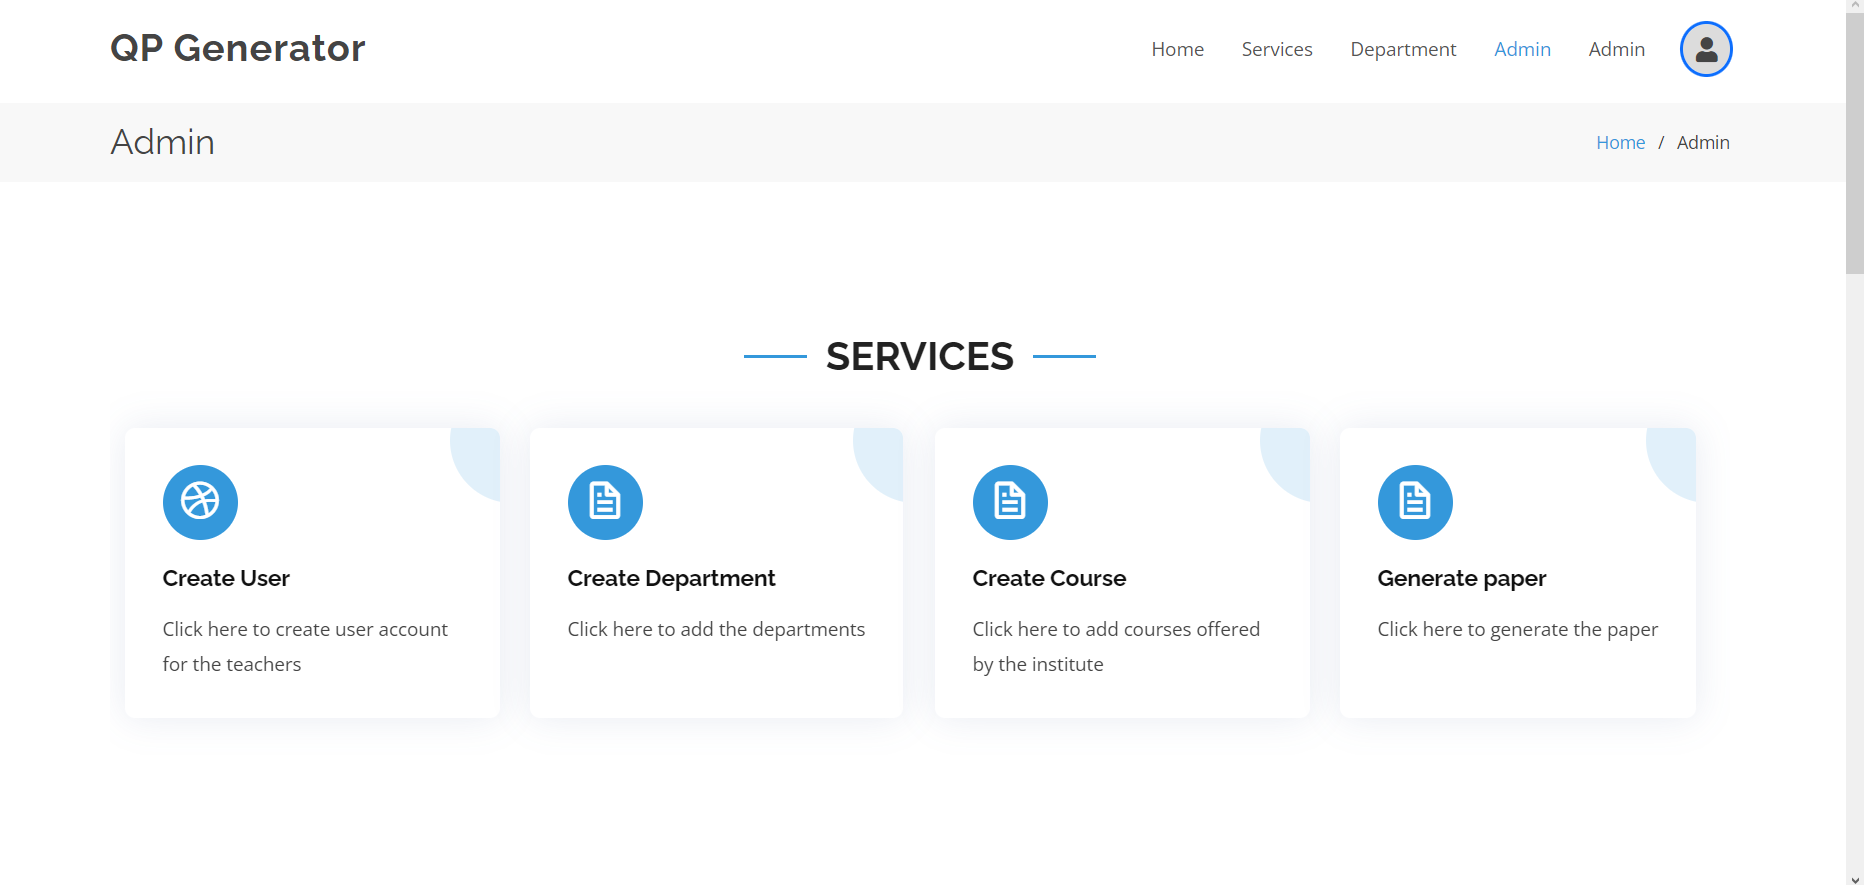 QP Generator
Home Services Department Admin Admin
Admin
Home / Admin
SERVICES
Create User
Click here to create user account
for the teachers
Create Department
Click here to add the departments
Create Course
Click here to add courses offered
by the institute
Generate paper
Click here to generate the paper